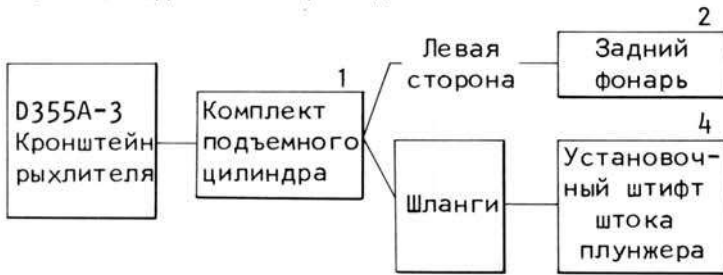 D355A-3
Кронштейн
рыхлителя
1
Комплект
подъемного
цилиндра
Левая
сторона
2
Задний
фонарь
Шланги
4
Установоч-
ный штифт
штока
плунжера